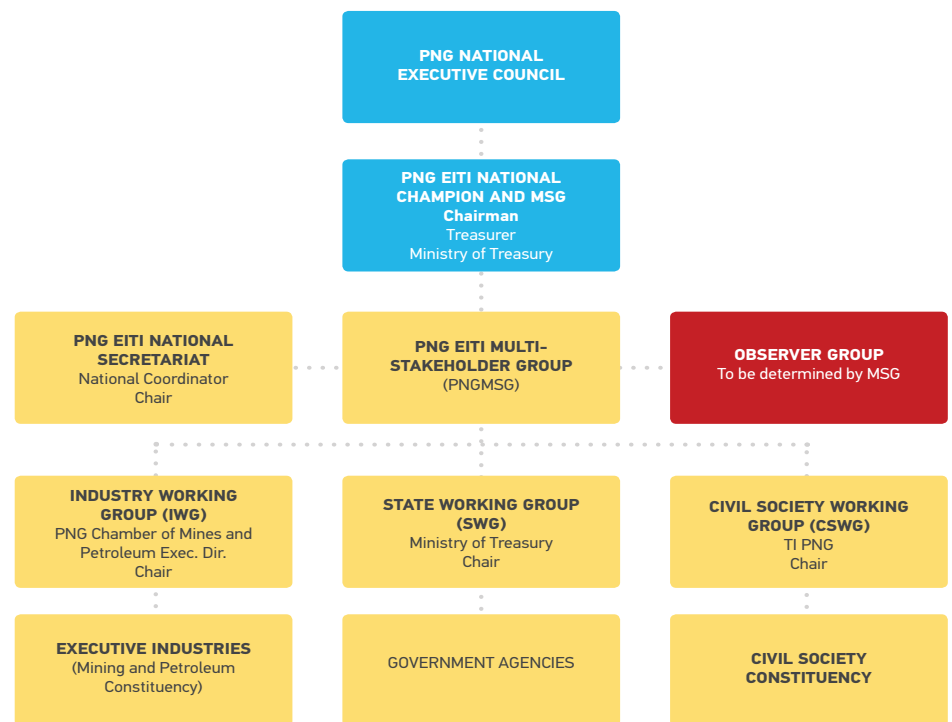 PNG NATIONAL
EXECUTIVE COUNCIL
PNG EITI NATIONAL
CHAMPION AND MSG
Chairman
Treasurer
Ministry of Treasury
PNG EITI NATIONAL
SECRETARIAT
National Coordinator
Chair
PNG EITI MULTI-
STAKEHOLDER GROUP
(PNGMSG)
OBSERVER GROUP
To be determined by MSG
INDUSTRY WORKING
GROUP (IWG)
PNG Chamber of Mines and
Petroleum Exec. Dir.
Chair
STATE WORKING GROUP
(SWG)
Ministry of Treasury
Chair
CIVIL SOCIETY WORKING
GROUP (CSWG)
TI PNG
Chair
EXECUTIVE INDUSTRIES
(Mining and Petroleum
Constituency)
GOVERNMENT AGENCIES
CIVIL SOCIETY
CONSTITUENCY